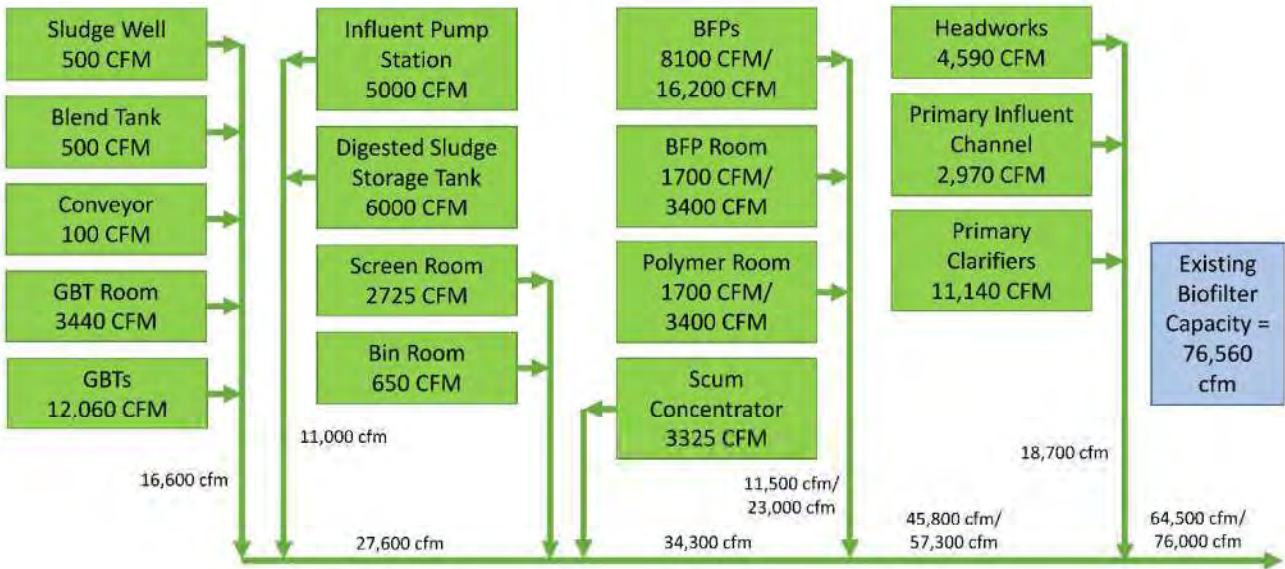 Sludge Well
500 CFM
Blend Tank
500 CFM
Conveyor
100 CFM
GBT Room
3440 CFM
GBTs
12.060 CFM
16,600 cfm
Influent Pump
Station
5000 CFM
Digested Sludge
Storage Tank
6000 CFM
Screen Room
2725 CFM
Bin Room
650 CFM
11,000 cfm
27,600 cfm
BFPs
8100 CFM/
16,200 CFM
BFP Room
1700 CFM/
3400 CFM
Polymer Room
1700 CFM/
3400 CFM
Scum
Concentrator
3325 CFM
34,300 cfm
11,500 cfm/
23,000 cfm
Headworks
4,590 CFM
Primary Influent
Channel
2,970 CFM
Primary
Clarifiers
11,140 CFM
18,700 cfm
45,800 cfm/
57,300 cfm
Existing
Biofilter
Capacity =
76,560
cfm
64,500 cfm/
76,000 cfm